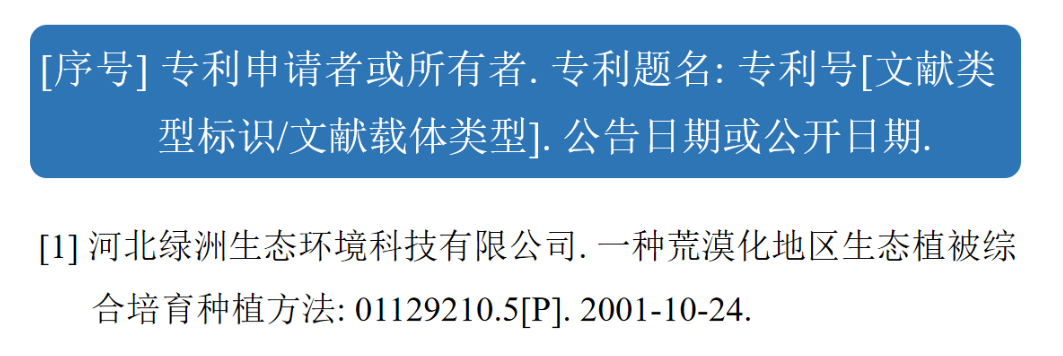 [序号] 专利申请者或所有者. 专利题名: 专利号[文献类
型标识/文献载体类型]. 公告日期或公开日期.
[1] 河北绿洲生态环境科技有限公司. 一种荒漠化地区生态植被综
合培育种植方法: 01129210.5[P]. 2001-10-24.